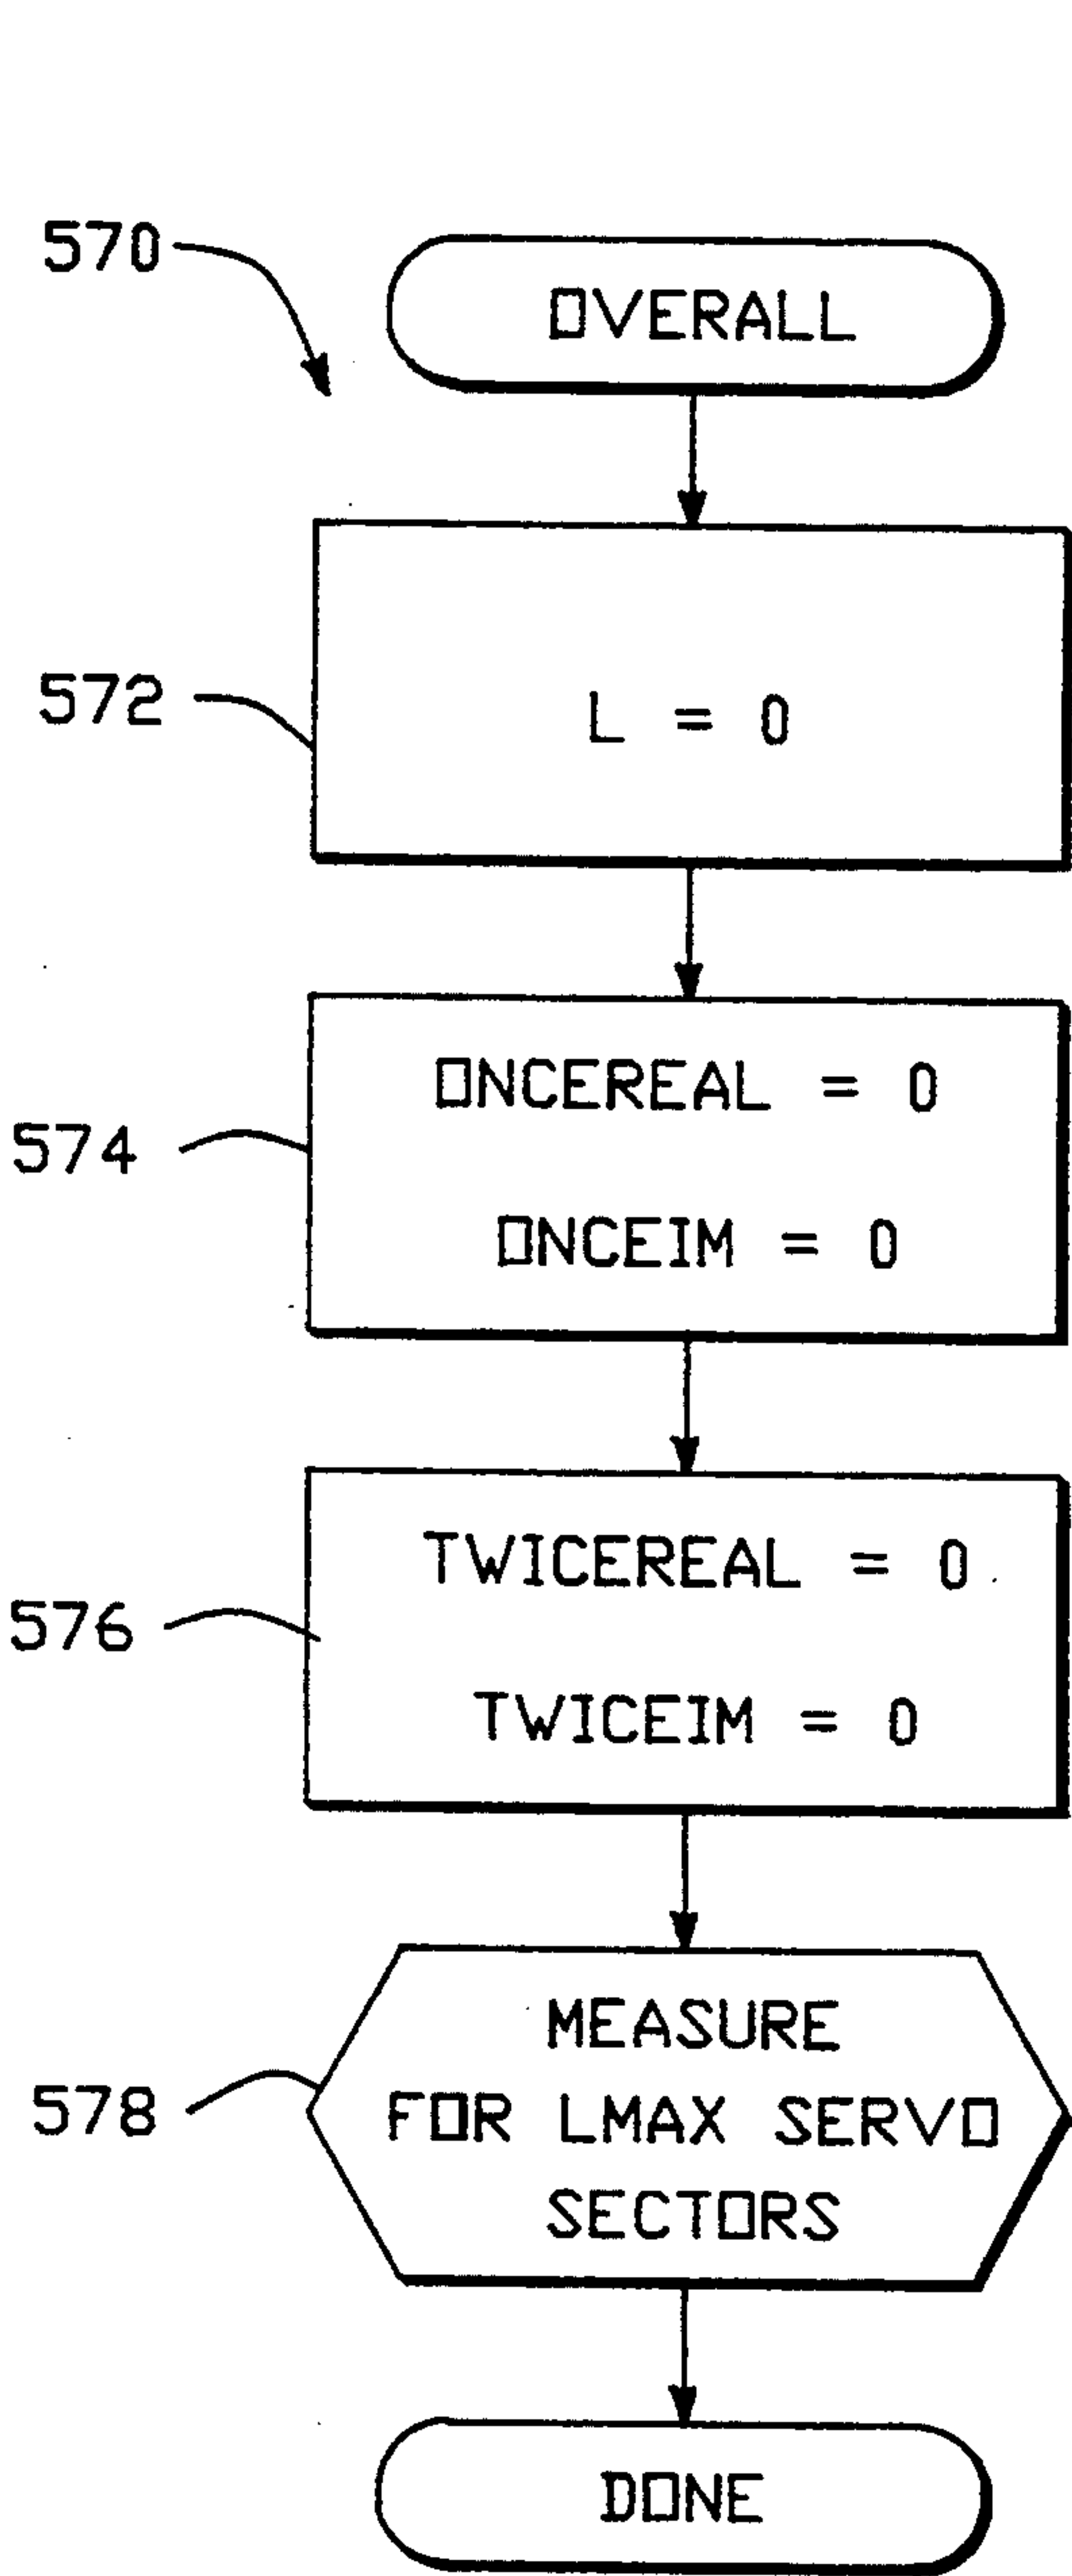 570
OVERALL
572
L = 0
574
ONCEREAL = 0
ONCEIM = 0
576
TWICEREAL = 0
TWICEIM = 0
578
MEASURE
FOR LMAX SERVO
SECTORS
DONE